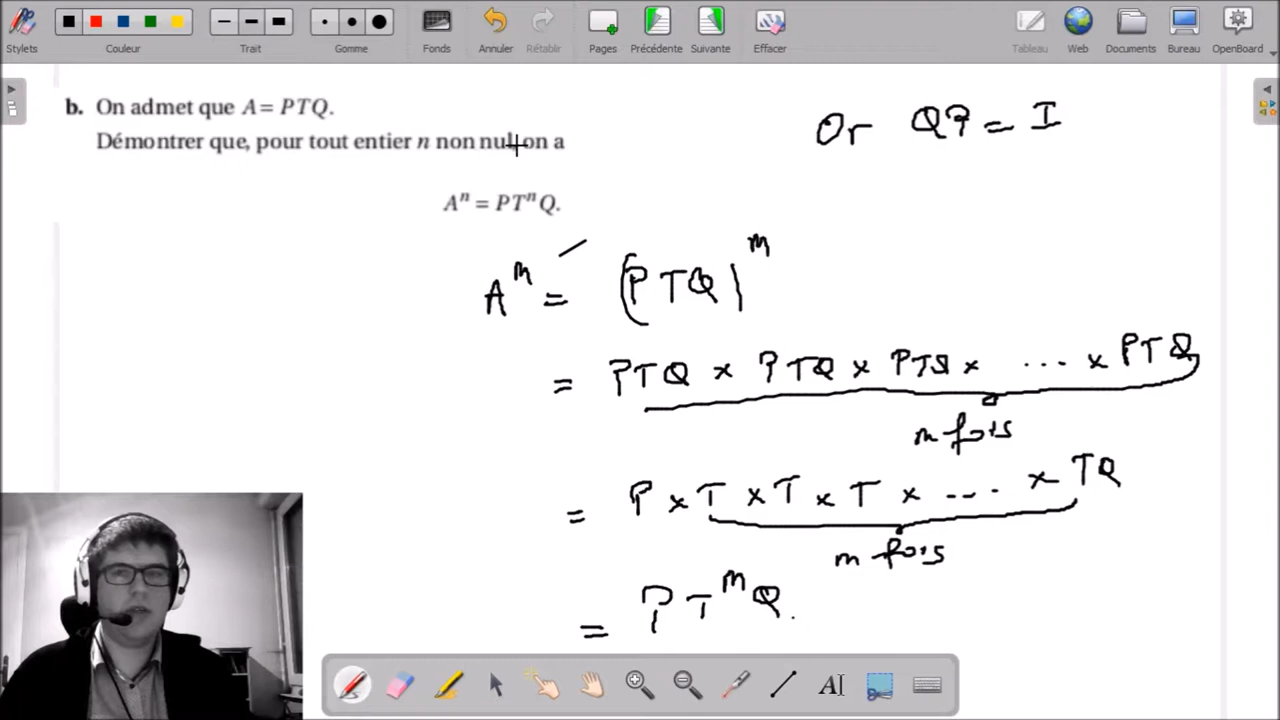 Stylets Couleur Trait Gomme Fonds Annuler Rétablir Pages Précédente Suivante Effacer Tableau Web Documents Bureau OpenBoard
b. On admet que A = PTQ.
Démontrer que, pour tout entier n non nul, on a
Aⁿ = PTⁿQ.
Or QP = I
Aⁿ = (PTQ)ⁿ
= PTQ × PTQ × PTQ × ... × PTQ
n fois
= P × T × T × T × .... × TQ
n fois
= PTⁿQ.